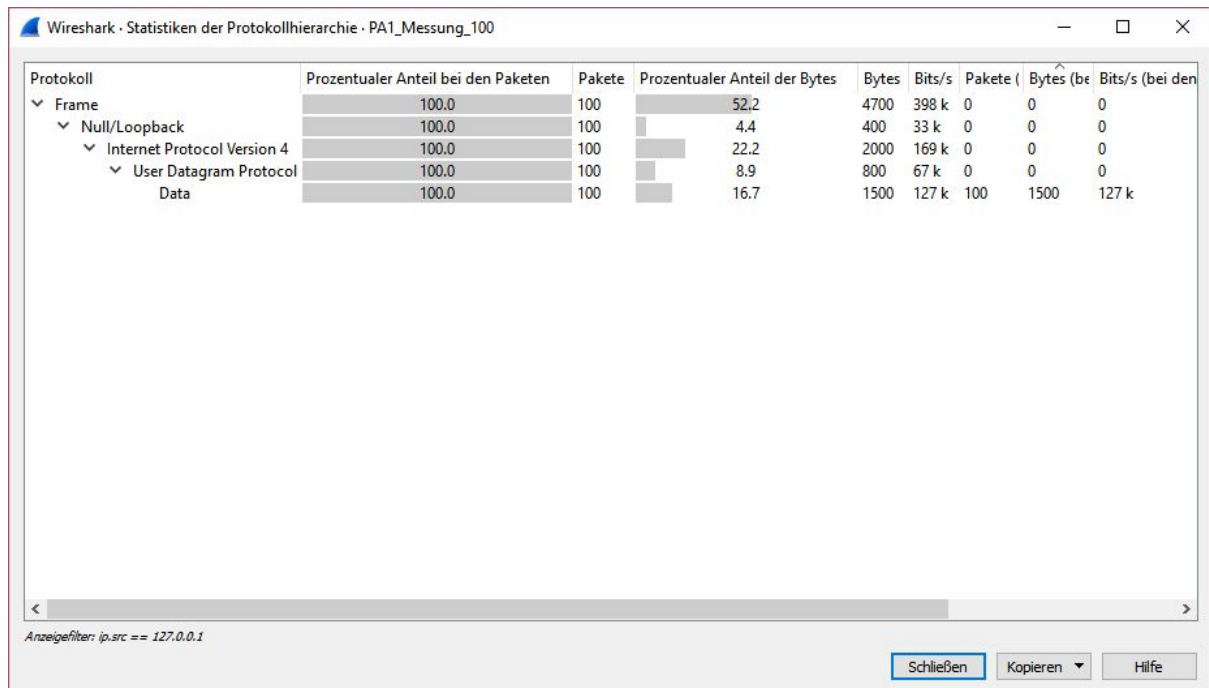 Wireshark · Statistiken der Protokollhierarchie · PA1_Messung_100
Protokoll Prozentualer Anteil bei den Paketen Pakete Prozentualer Anteil der Bytes Bytes Bits/s Pakete ( Bytes (be Bits/s (bei den
Frame 100.0 100 52.2 4700 398 k 0 0 0
Null/Loopback 100.0 100 4.4 400 33 k 0 0 0
Internet Protocol Version 4 100.0 100 22.2 2000 169 k 0 0 0
User Datagram Protocol 100.0 100 8.9 800 67 k 0 0 0
Data 100.0 100 16.7 1500 127 k 100 1500 127 k
Anzeigefilter: ip.src == 127.0.0.1
Schließen Kopieren Hilfe